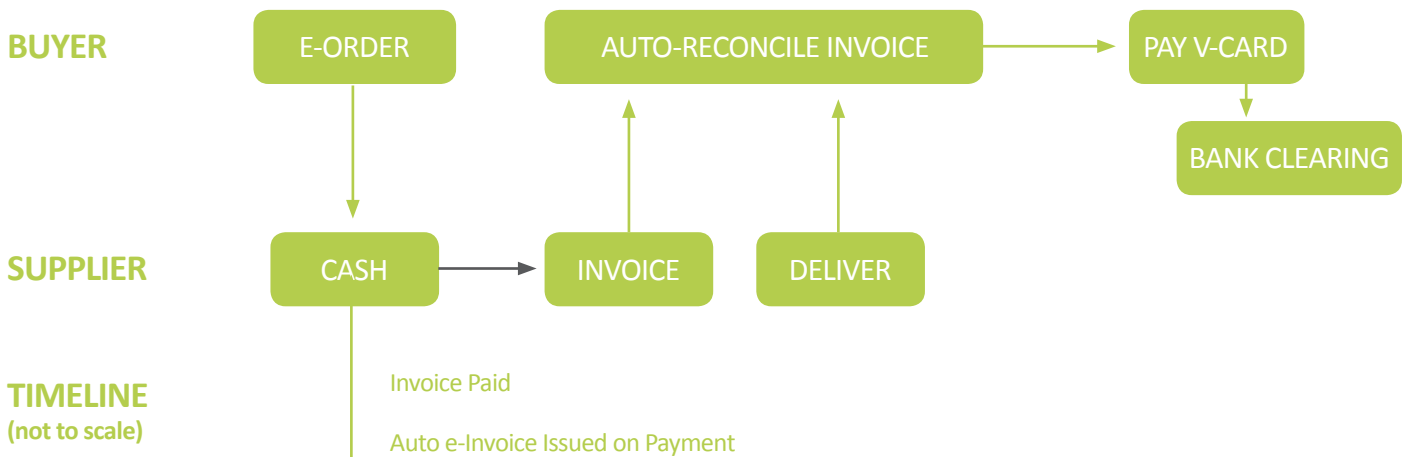 BUYER
E-ORDER
AUTO-RECONCILE INVOICE
PAY V-CARD
BANK CLEARING
SUPPLIER
CASH
INVOICE
DELIVER
TIMELINE
(not to scale)
Invoice Paid
Auto e-Invoice Issued on Payment